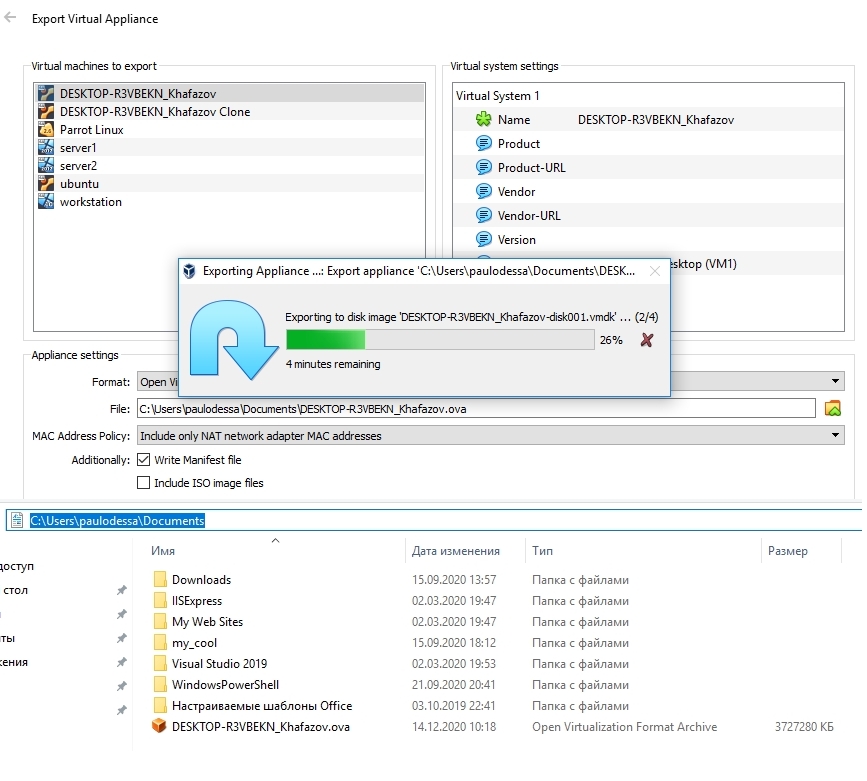 Export Virtual Appliance
Virtual machines to export
DESKTOP-R3VBEKN_Khafazov
DESKTOP-R3VBEKN_Khafazov Clone
Parrot Linux
server1
server2
ubuntu
workstation
Virtual system settings
Virtual System 1
Name DESKTOP-R3VBEKN_Khafazov
Product
Product-URL
Vendor
Vendor-URL
Version
(VM1)
Exporting Appliance ...: Export appliance 'C:\Users\paulodessa\Documents\DESK...
Exporting to disk image 'DESKTOP-R3VBEKN_Khafazov-disk001.vmdk' ... (2/4)
26%
4 minutes remaining
Appliance settings
Format: Open
File: C:\Users\paulodessa\Documents\DESKTOP-R3VBEKN_Khafazov.ova
MAC Address Policy: Include only NAT network adapter MAC addresses
Additionally: Write Manifest file
Include ISO image files
C:\Users\paulodessa\Documents
Имя Дата изменения Тип Размер
Downloads 15.09.2020 13:57 Папка с файлами
IISExpress 02.03.2020 19:47 Папка с файлами
My Web Sites 02.03.2020 19:47 Папка с файлами
my_cool 15.09.2020 18:12 Папка с файлами
Visual Studio 2019 02.03.2020 19:53 Папка с файлами
WindowsPowerShell 21.09.2020 20:41 Папка с файлами
Настраиваемые шаблоны Office 03.10.2019 22:41 Папка с файлами
DESKTOP-R3VBEKN_Khafazov.ova 14.12.2020 10:18 Open Virtualization Format Archive 3727280 КБ
стол